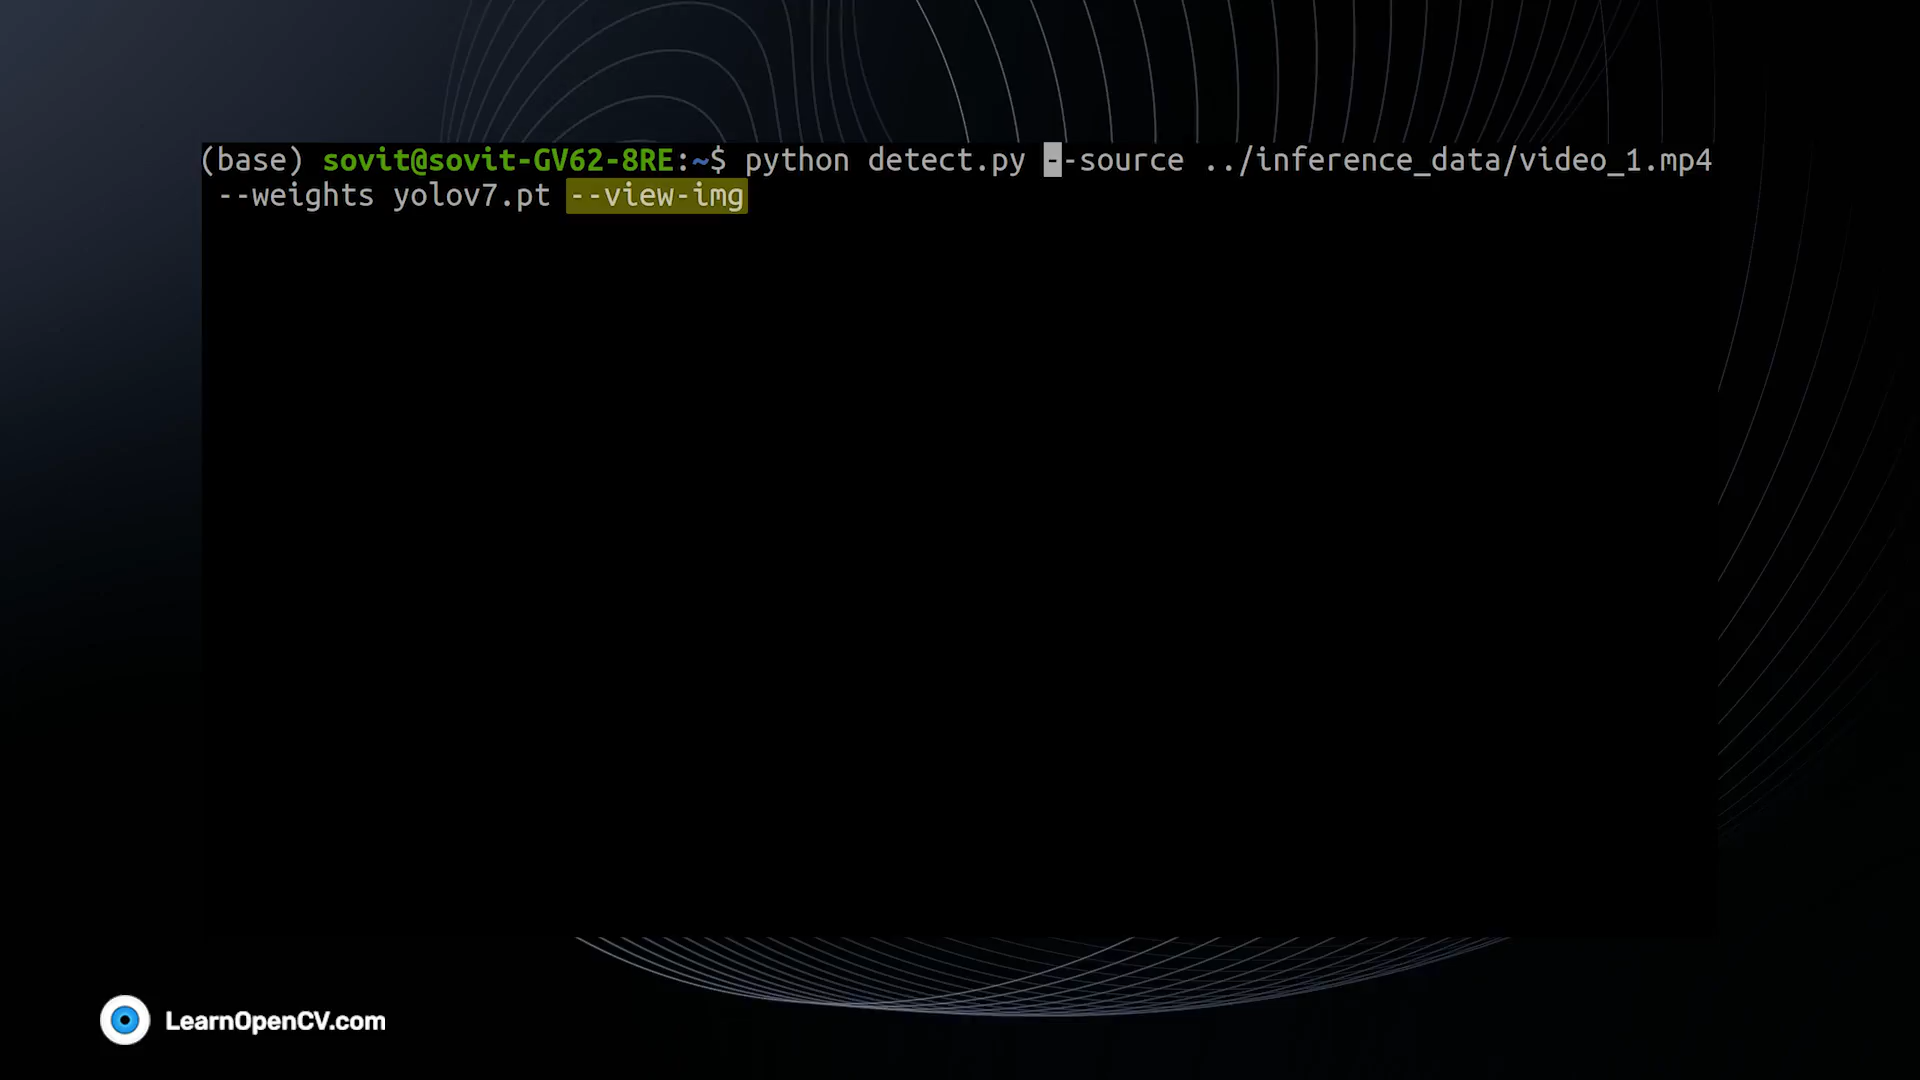 (base) sovit@sovit-GV62-8RE:~$ python detect.py --source ../inference_data/video_1.mp4
--weights yolov7.pt --view-img
LearnOpenCV.com